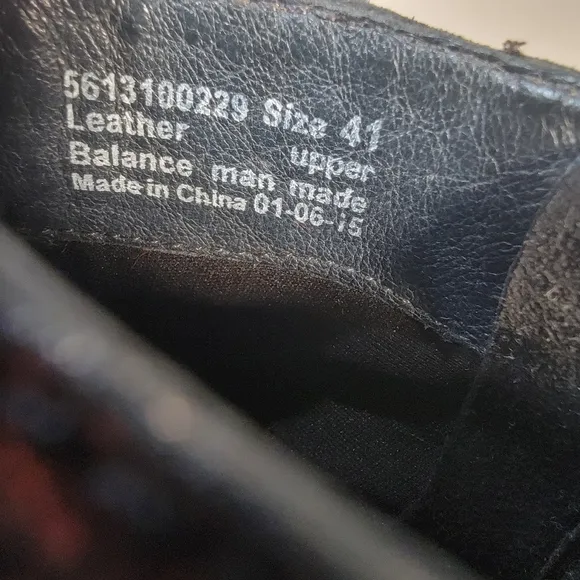 5613100229 Size 41
Leather upper
Balance man made
Made in China 01-06-15